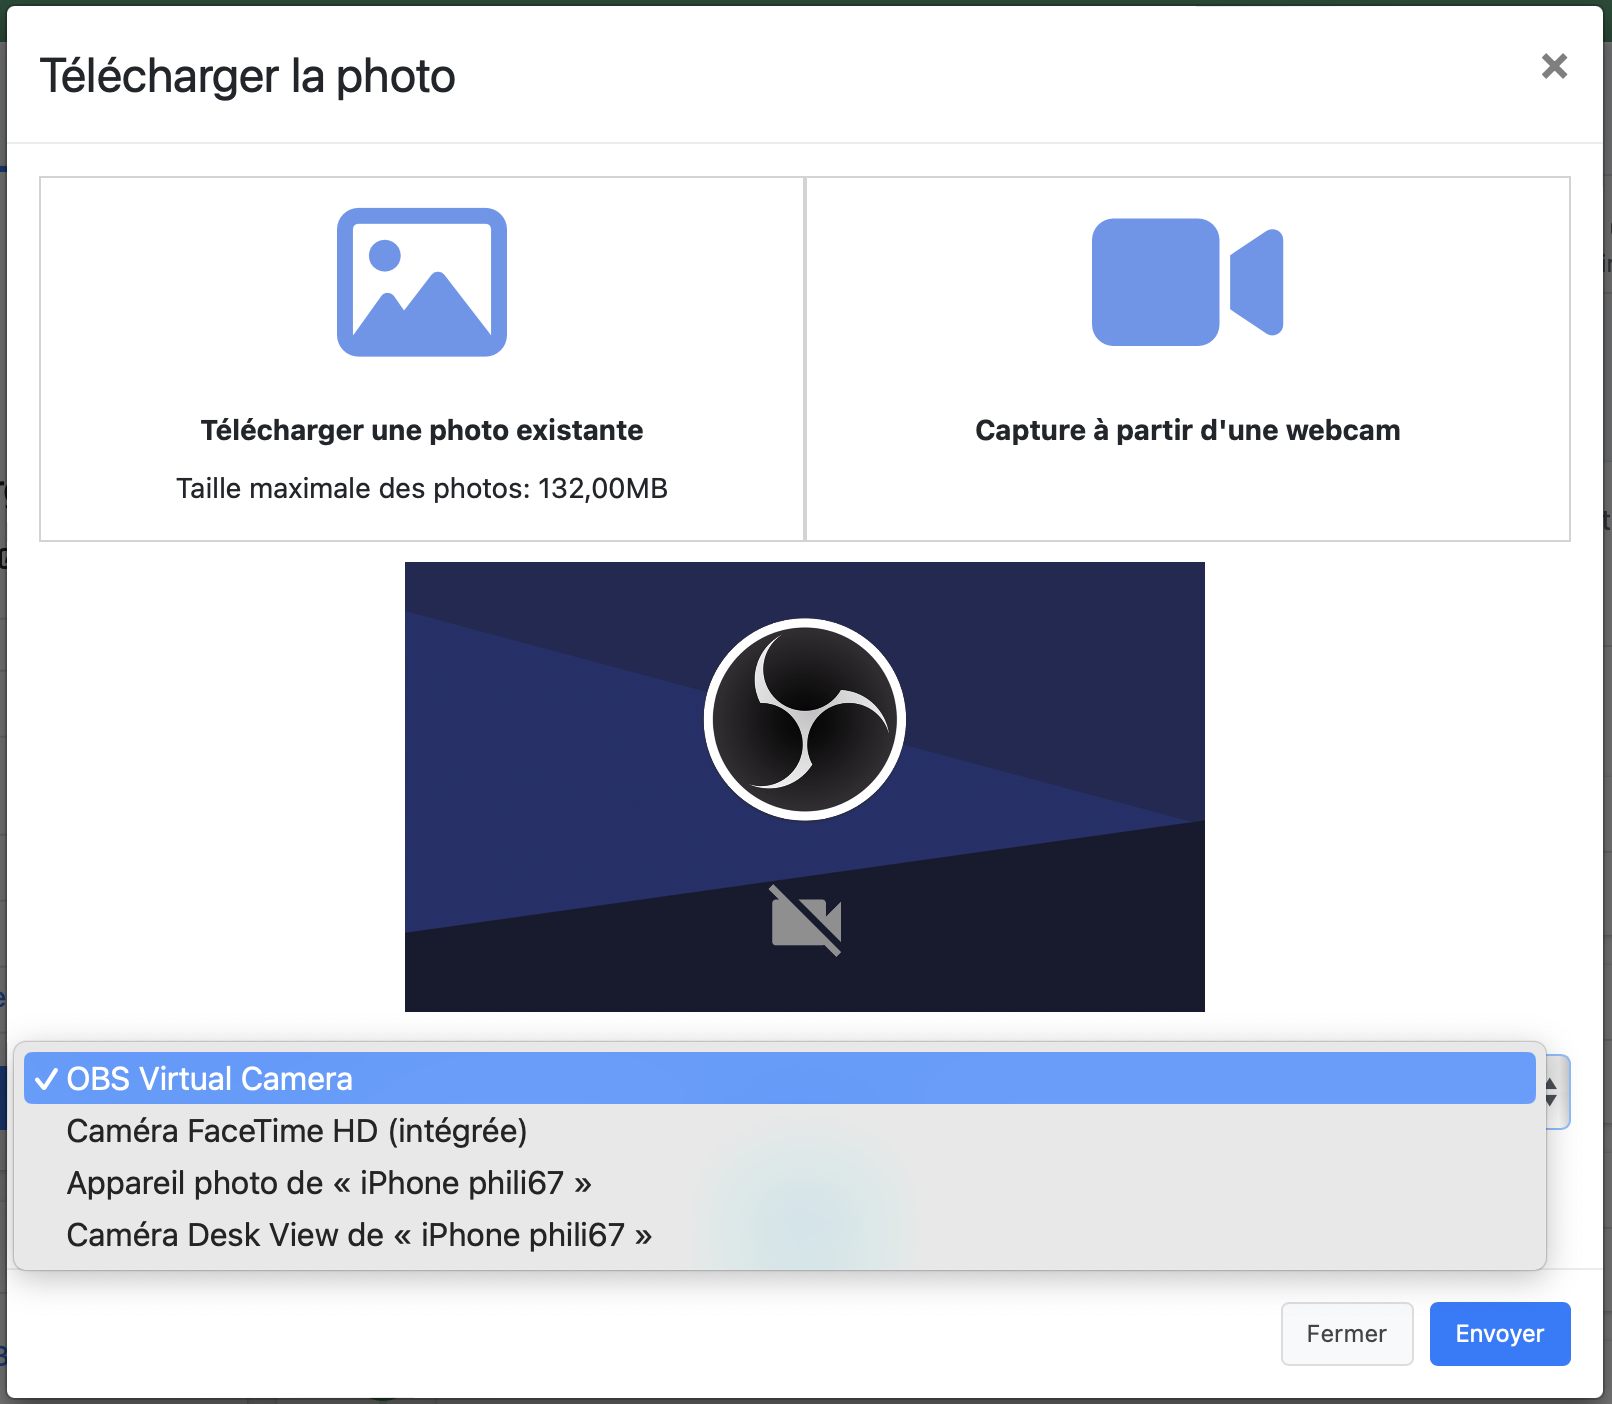 Télécharger la photo
Télécharger une photo existante
Taille maximale des photos: 132,00MB
Capture à partir d'une webcam
OBS Virtual Camera
Caméra FaceTime HD (intégrée)
Appareil photo de « iPhone phili67 »
Caméra Desk View de « iPhone phili67 »
Fermer
Envoyer